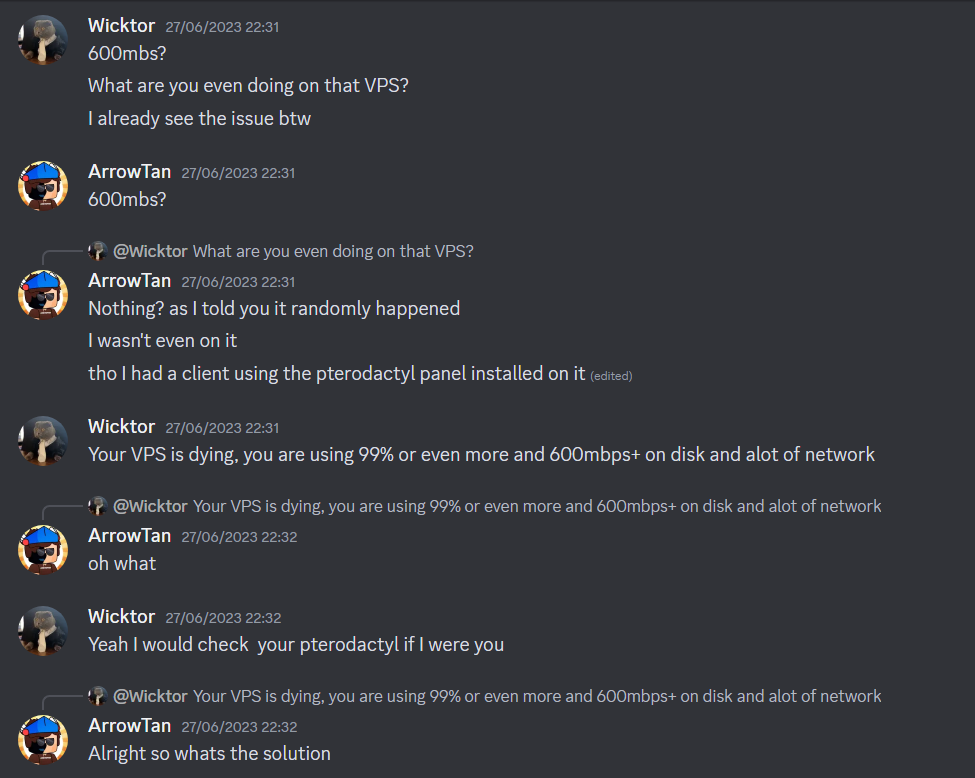 Wicktor 27/06/2023 22:31
600mbs?
What are you even doing on that VPS?
I already see the issue btw
ArrowTan 27/06/2023 22:31
600mbs?
@Wicktor What are you even doing on that VPS?
ArrowTan 27/06/2023 22:31
Nothing? as I told you it randomly happened
I wasn't even on it
tho I had a client using the pterodactyl panel installed on it (edited)
Wicktor 27/06/2023 22:31
Your VPS is dying, you are using 99% or even more and 600mbps+ on disk and alot of network
@Wicktor Your VPS is dying, you are using 99% or even more and 600mbps+ on disk and alot of network
ArrowTan 27/06/2023 22:32
oh what
Wicktor 27/06/2023 22:32
Yeah I would check your pterodactyl if I were you
@Wicktor Your VPS is dying, you are using 99% or even more and 600mbps+ on disk and alot of network
ArrowTan 27/06/2023 22:32
Alright so whats the solution